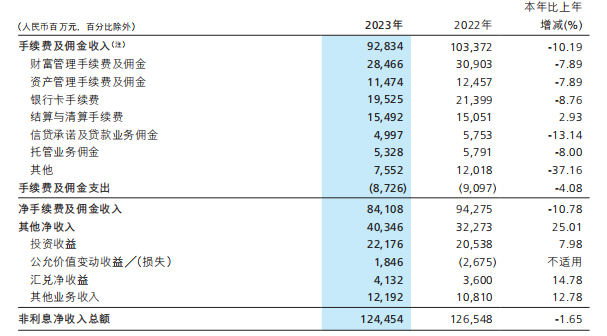 本年比上年
(人民币百万元，百分比除外) 2023年 2022年 增减(%)
手续费及佣金收入(注) 92,834 103,372 -10.19
财富管理手续费及佣金 28,466 30,903 -7.89
资产管理手续费及佣金 11,474 12,457 -7.89
银行卡手续费 19,525 21,399 -8.76
结算与清算手续费 15,492 15,051 2.93
信贷承诺及贷款业务佣金 4,997 5,753 -13.14
托管业务佣金 5,328 5,791 -8.00
其他 7,552 12,018 -37.16
手续费及佣金支出 (8,726) (9,097) -4.08
净手续费及佣金收入 84,108 94,275 -10.78
其他净收入 40,346 32,273 25.01
投资收益 22,176 20,538 7.98
公允价值变动收益／(损失) 1,846 (2,675) 不适用
汇兑净收益 4,132 3,600 14.78
其他业务收入 12,192 10,810 12.78
非利息净收入总额 124,454 126,548 -1.65